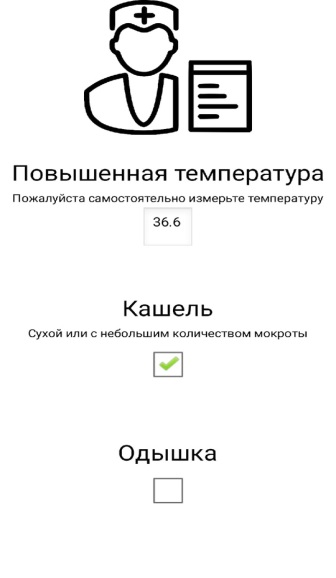 Повышенная температура
Пожалуйста самостоятельно измерьте температуру
36.6
Кашель
Сухой или с небольшим количеством мокроты
Одышка